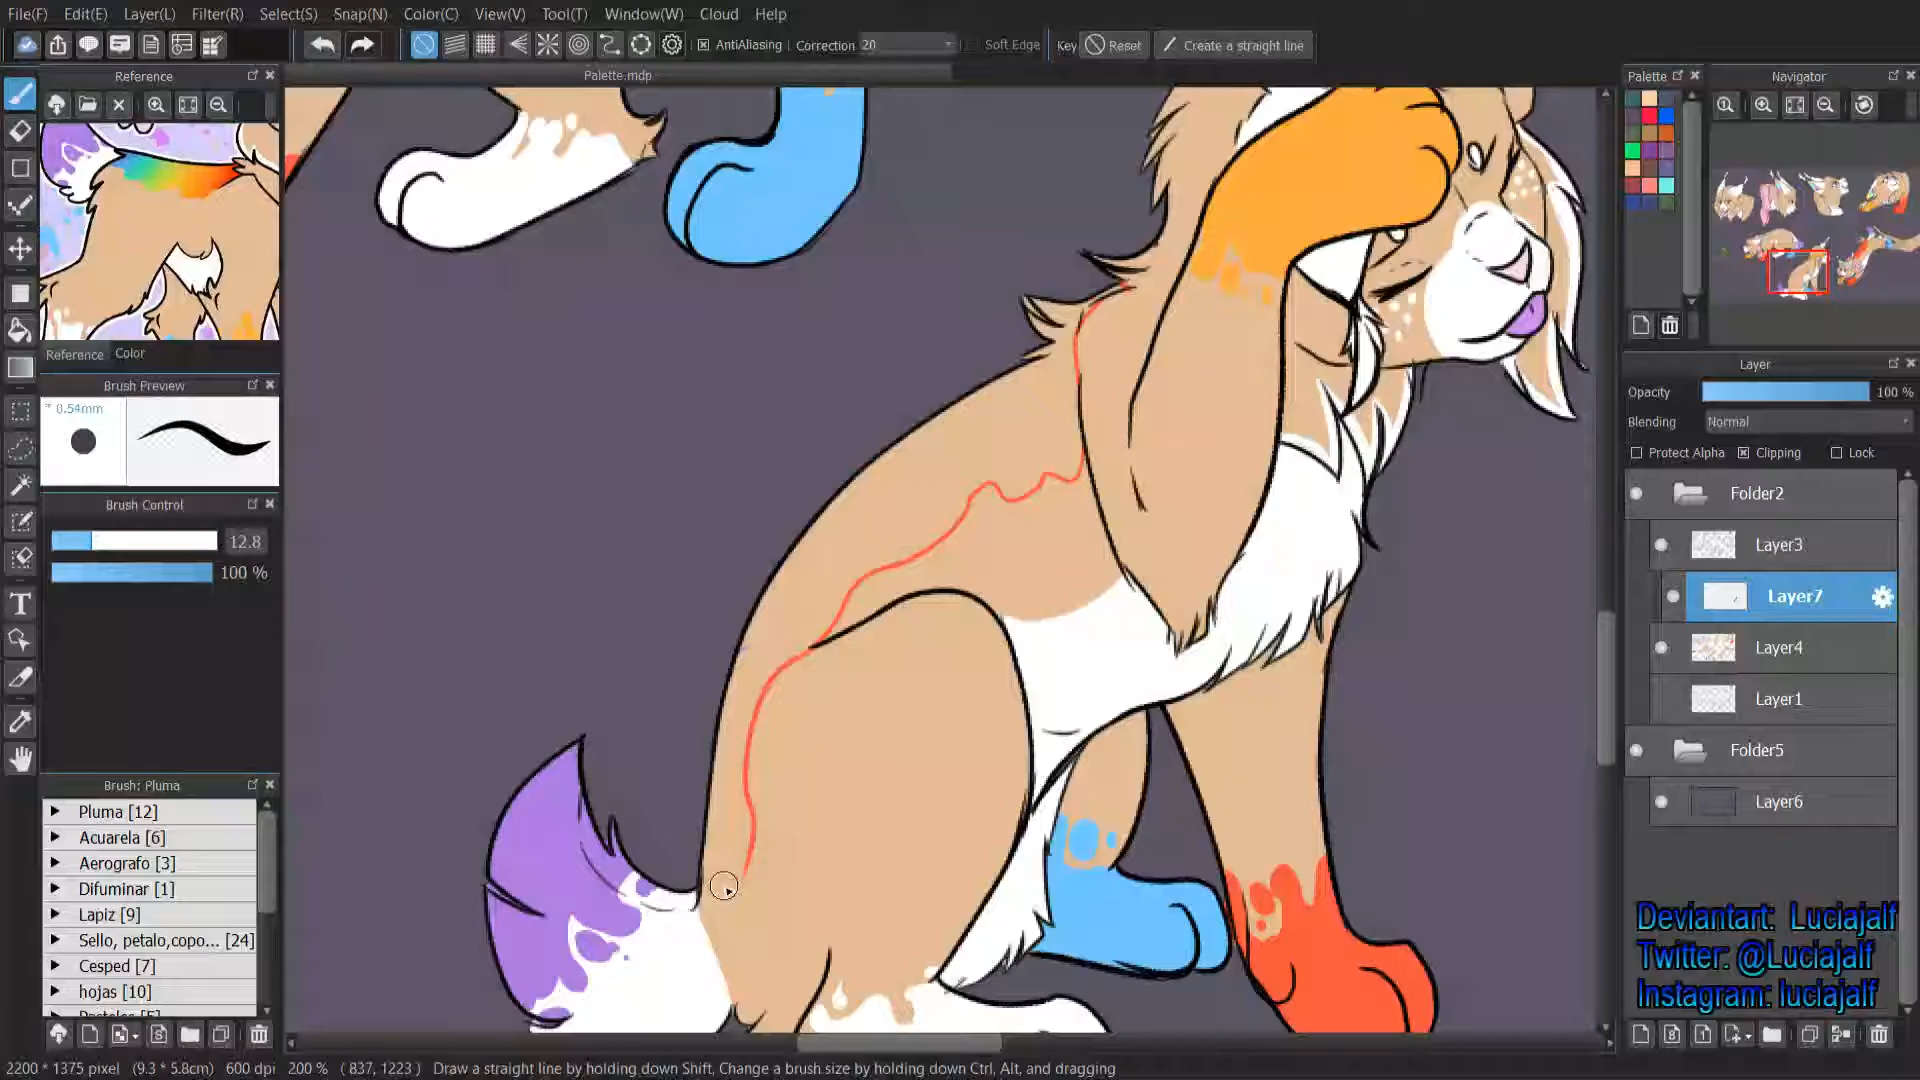 File(F) Edit(E) Layer(L) Filter(R) Select(S) Snap(N) Color(C) View(V) Tool(T) Window(W) Cloud Help
AntiAliasing Correction 20 Soft Edge Key Reset Create a straight line
Reference
Palette.mdp
Palette
Navigator
Reference Color
Brush Preview
* 0.54mm
Brush Control
12.8
100 %
Layer
Opacity 100 %
Blending Normal
Protect Alpha Clipping Lock
Folder2
Layer3
Layer7
Layer4
Layer1
Folder5
Layer6
Brush: Pluma
Pluma [12]
Acuarela [6]
Aerografo [3]
Difuminar [1]
Lapiz [9]
Sello, petalo,copo... [24]
Cesped [7]
hojas [10]
Deviantart: Luciajalf
Twitter: @Luciajalf
Instagram: luciajalf
2200 * 1375 pixel (9.3 * 5.8cm) 600 dpi 200 % ( 837, 1223 ) Draw a straight line by holding down Shift, Change a brush size by holding down Ctrl, Alt, and dragging